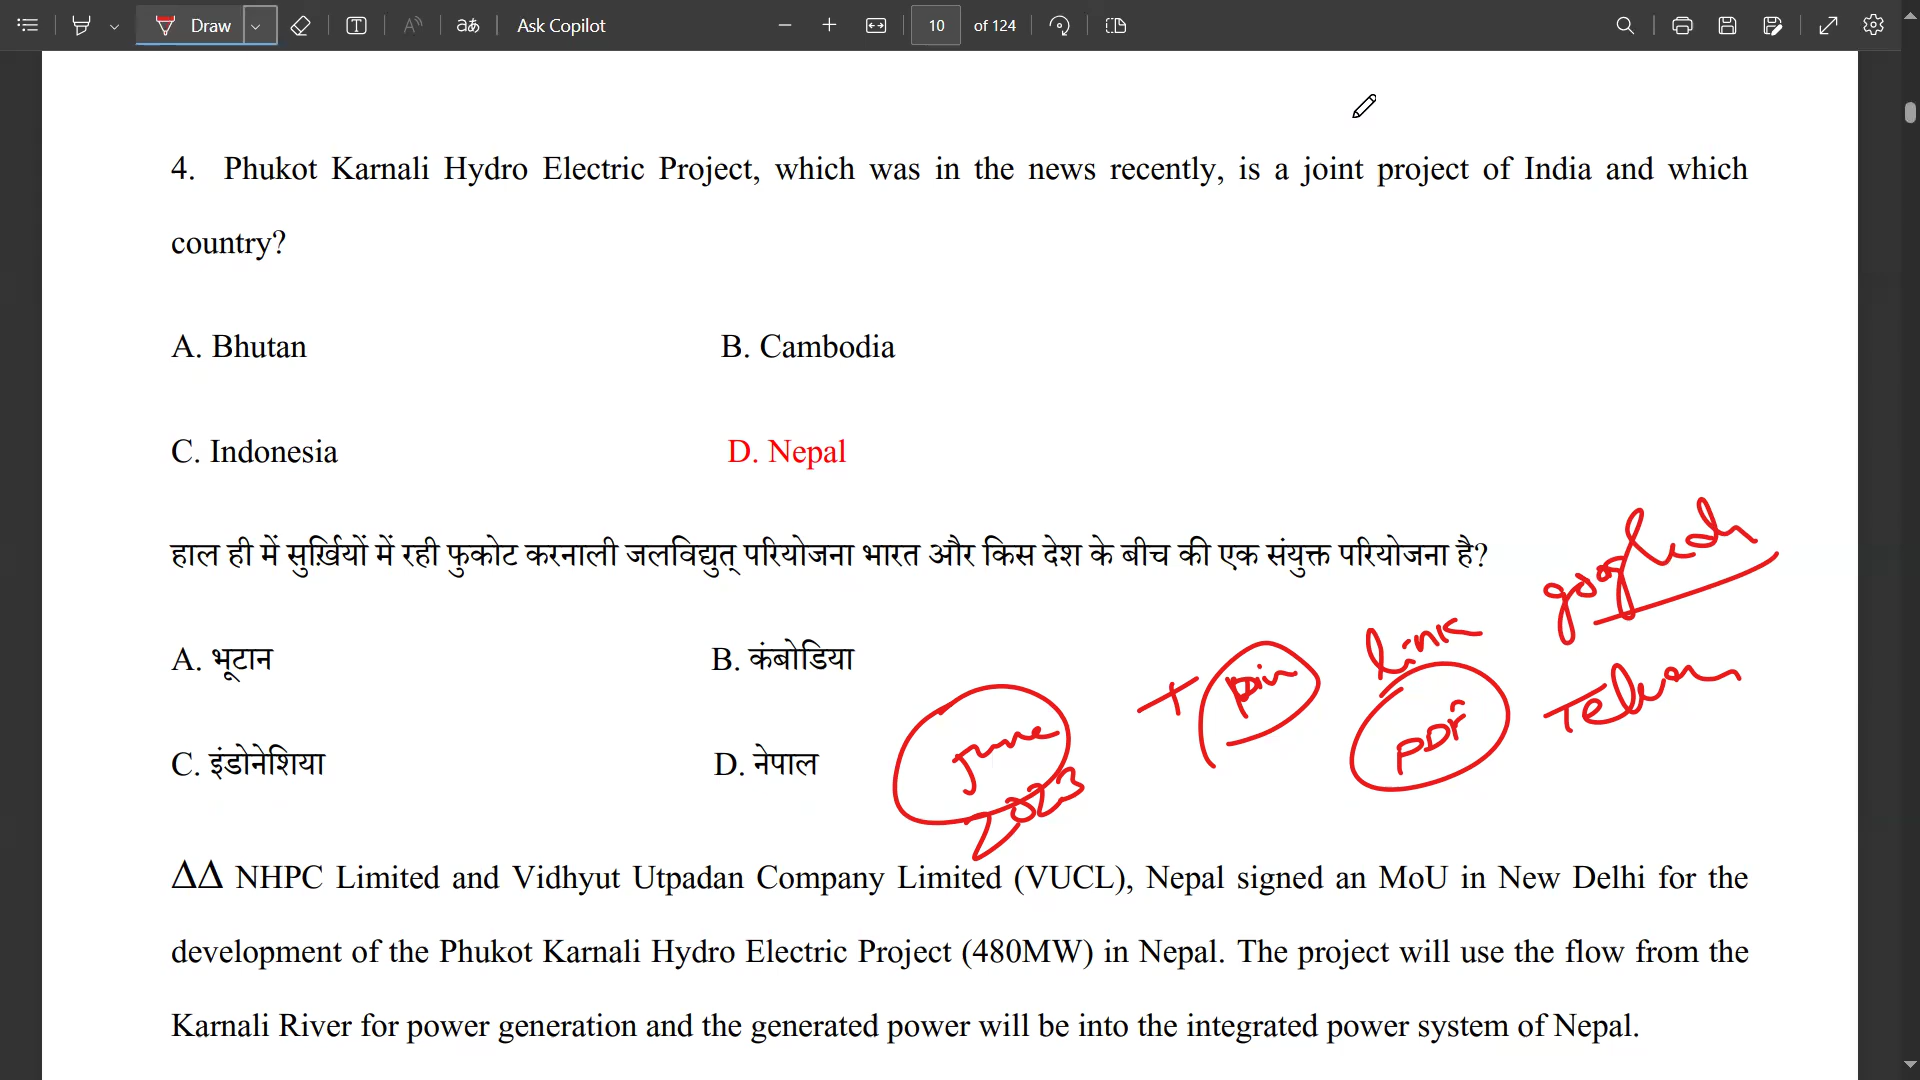 Draw
aあ
Ask Copilot
10 of 124
4. Phukot Karnali Hydro Electric Project, which was in the news recently, is a joint project of India and which
country?
A. Bhutan B. Cambodia
C. Indonesia D. Nepal
हाल ही में सुर्ख़ियों में रही फुकोट करनाली जलविद्युत् परियोजना भारत और किस देश के बीच की एक संयुक्त परियोजना है?
A. भूटान B. कंबोडिया
C. इंडोनेशिया D. नेपाल
link
pin
PDF
June
2023
ΔΔ NHPC Limited and Vidhyut Utpadan Company Limited (VUCL), Nepal signed an MoU in New Delhi for the
development of the Phukot Karnali Hydro Electric Project (480MW) in Nepal. The project will use the flow from the
Karnali River for power generation and the generated power will be into the integrated power system of Nepal.